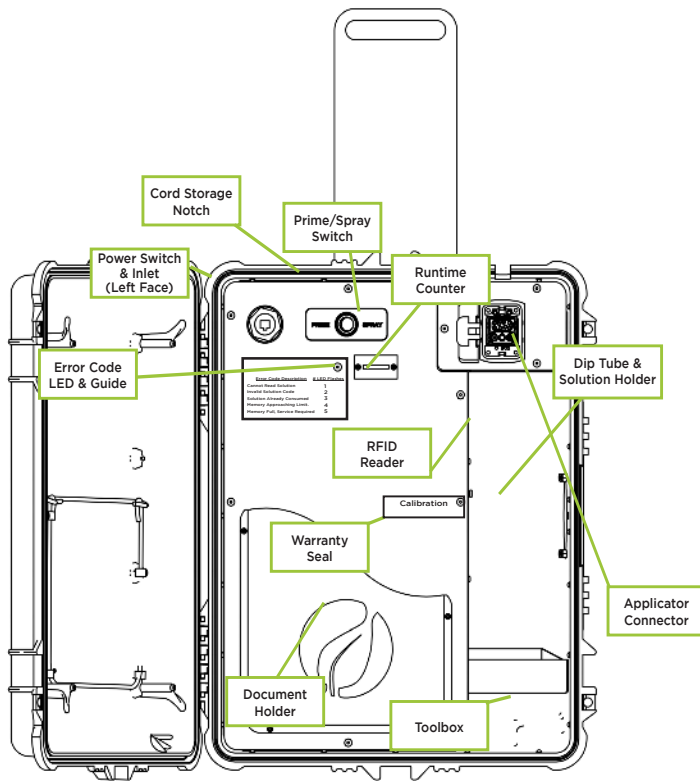 Cord Storage
Notch
Prime/Spray
Switch
Power Switch
& Inlet
(Left Face)
Runtime
Counter
PRIME
SPRAY
Error Code
LED & Guide
Error Code Description # LED Flashes
Cannot Read Solution 1
Invalid Solution Code 2
Solution Already Consumed 3
Memory Approaching Limit. 4
Memory Full, Service Required 5
Dip Tube &
Solution Holder
RFID
Reader
Calibration
Warranty
Seal
Applicator
Connector
Document
Holder
Toolbox